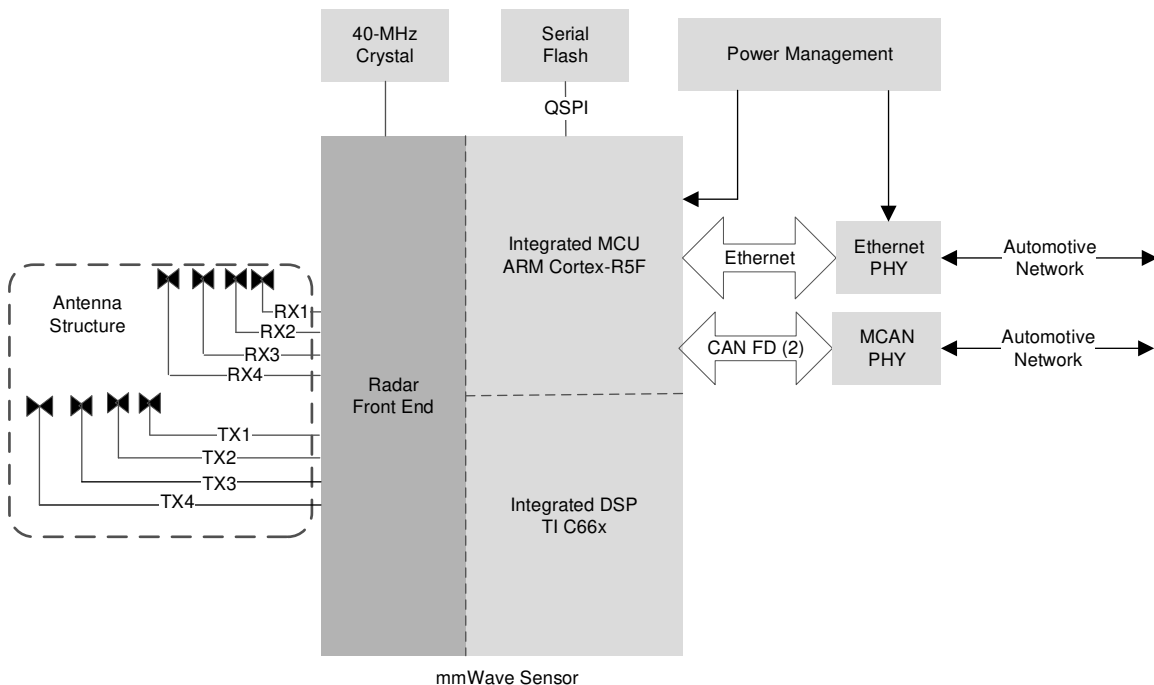 40-MHz
Crystal
Serial
Flash
Power Management
QSPI
Integrated MCU
ARM Cortex-R5F
Ethernet
Ethernet
PHY
Automotive
Network
Antenna
Structure
RX1
RX2
RX3
RX4
CAN FD (2)
MCAN
PHY
Automotive
Network
Radar
Front End
TX1
TX2
TX3
TX4
Integrated DSP
TI C66x
mmWave Sensor